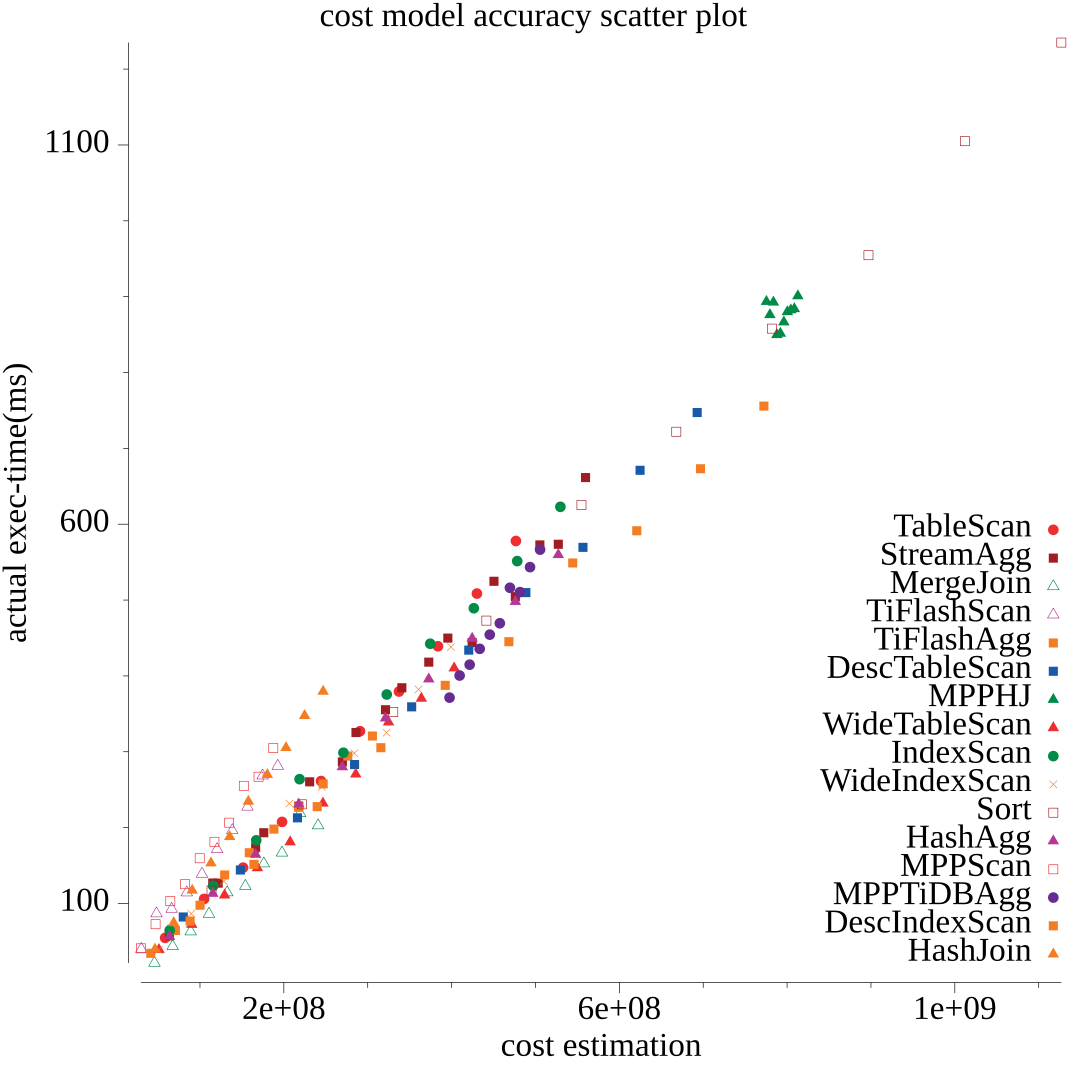 cost model accuracy scatter plot
1100
600
100
actual exec-time(ms)
TableScan
StreamAgg
MergeJoin
TiFlashScan
TiFlashAgg
DescTableScan
MPPHJ
WideTableScan
IndexScan
WideIndexScan
Sort
HashAgg
MPPScan
MPPTiDBAgg
DescIndexScan
HashJoin
2e+08
6e+08
1e+09
cost estimation